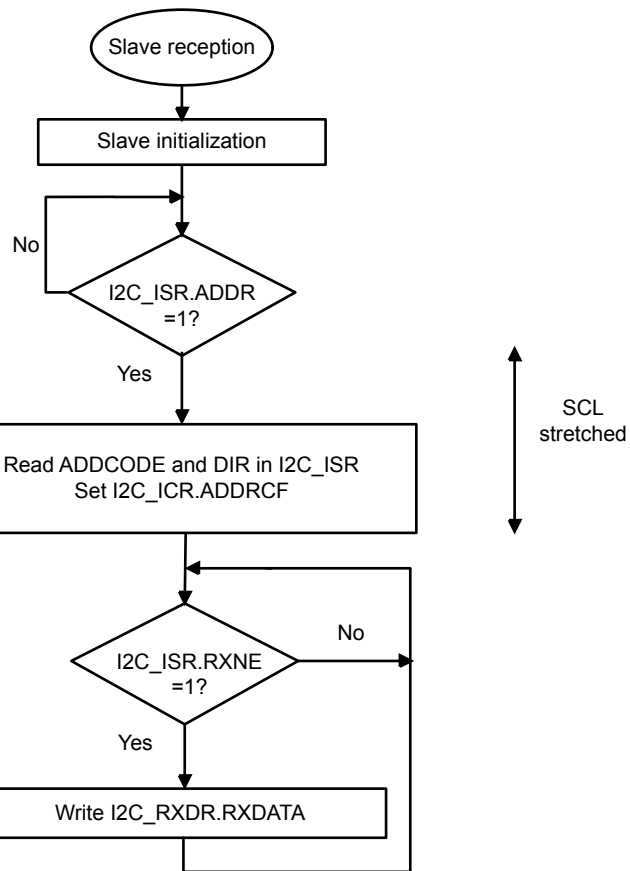 Slave reception
Slave initialization
No
I2C_ISR.ADDR
=1?
Yes
SCL
stretched
Read ADDCODE and DIR in I2C_ISR
Set I2C_ICR.ADDRCF
No
I2C_ISR.RXNE
=1?
Yes
Write I2C_RXDR.RXDATA